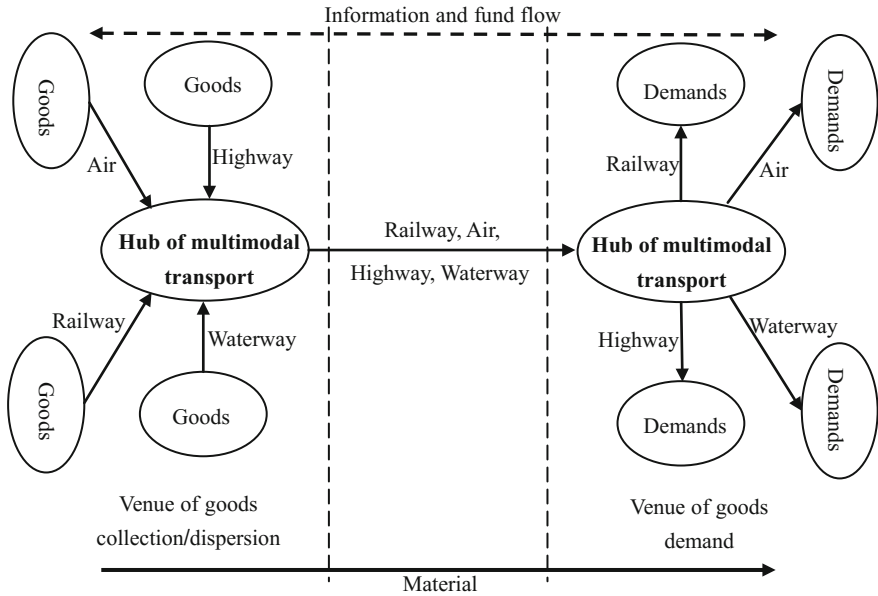 Information and fund flow
Goods
Goods
Demands
Demands
Air
Highway
Railway
Air
Hub of multimodal
transport
Railway, Air,
Highway, Waterway
Hub of multimodal
transport
Railway
Waterway
Highway
Waterway
Goods
Goods
Demands
Demands
Venue of goods
collection/dispersion
Venue of goods
demand
Material